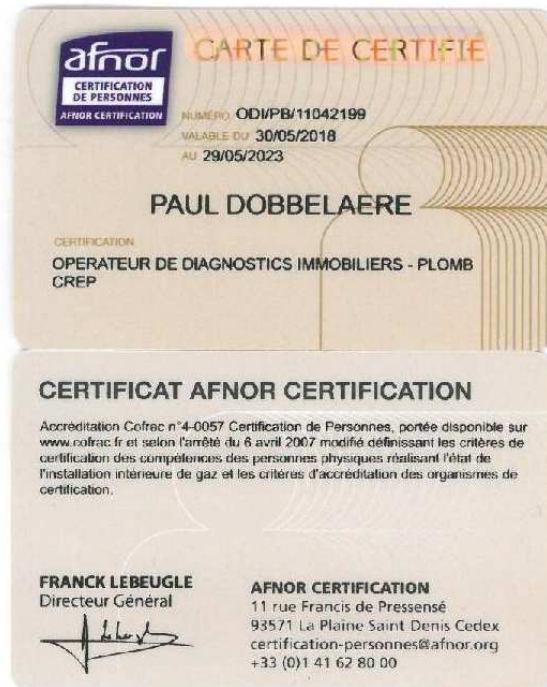 afnor
CERTIFICATION
DE PERSONNES
AFNOR CERTIFICATION
CARTE DE CERTIFIÉ
NUMÉRO ODI/PB/11042199
VALABLE DU 30/05/2018
AU 29/05/2023
PAUL DOBBELAERE
CERTIFICATION
OPERATEUR DE DIAGNOSTICS IMMOBILIERS - PLOMB
CREP
CERTIFICAT AFNOR CERTIFICATION
Accréditation Cofrac n°4-0057 Certification de Personnes, portée disponible sur
www.cofrac.fr et selon l'arrêté du 6 avril 2007 modifié définissant les critères de
certification des compétences des personnes physiques réalisant l'état de
l'installation intérieure de gaz et les critères d'accréditation des organismes de
certification.
FRANCK LEBEUGLE
Directeur Général
AFNOR CERTIFICATION
11 rue Francis de Pressensé
93571 La Plaine Saint Denis Cedex
certification-personnes@afnor.org
+33 (0)1 41 62 80 00